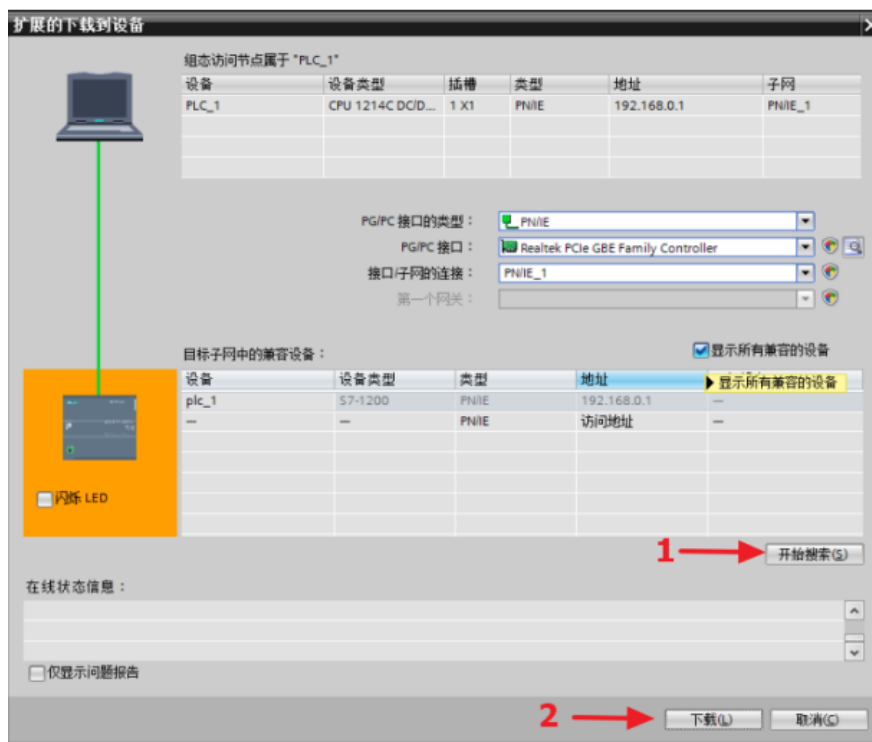 扩展的下载到设备
组态访问节点属于 "PLC_1"
设备 设备类型 插槽 类型 地址 子网
PLC_1 CPU 1214C DC/D... 1 X1 PN/IE 192.168.0.1 PN/IE_1
PG/PC 接口的类型： PN/IE
PG/PC 接口： Realtek PCIe GBE Family Controller
接口/子网的连接： PN/IE_1
第一个网关：
目标子网中的兼容设备： 显示所有兼容的设备
设备 设备类型 类型 地址
显示所有兼容的设备
plc_1 S7-1200 PN/IE 192.168.0.1 —
— — PN/IE 访问地址 —
闪烁 LED
1 开始搜索(S)
在线状态信息：
仅显示问题报告
2 下载(L) 取消(C)